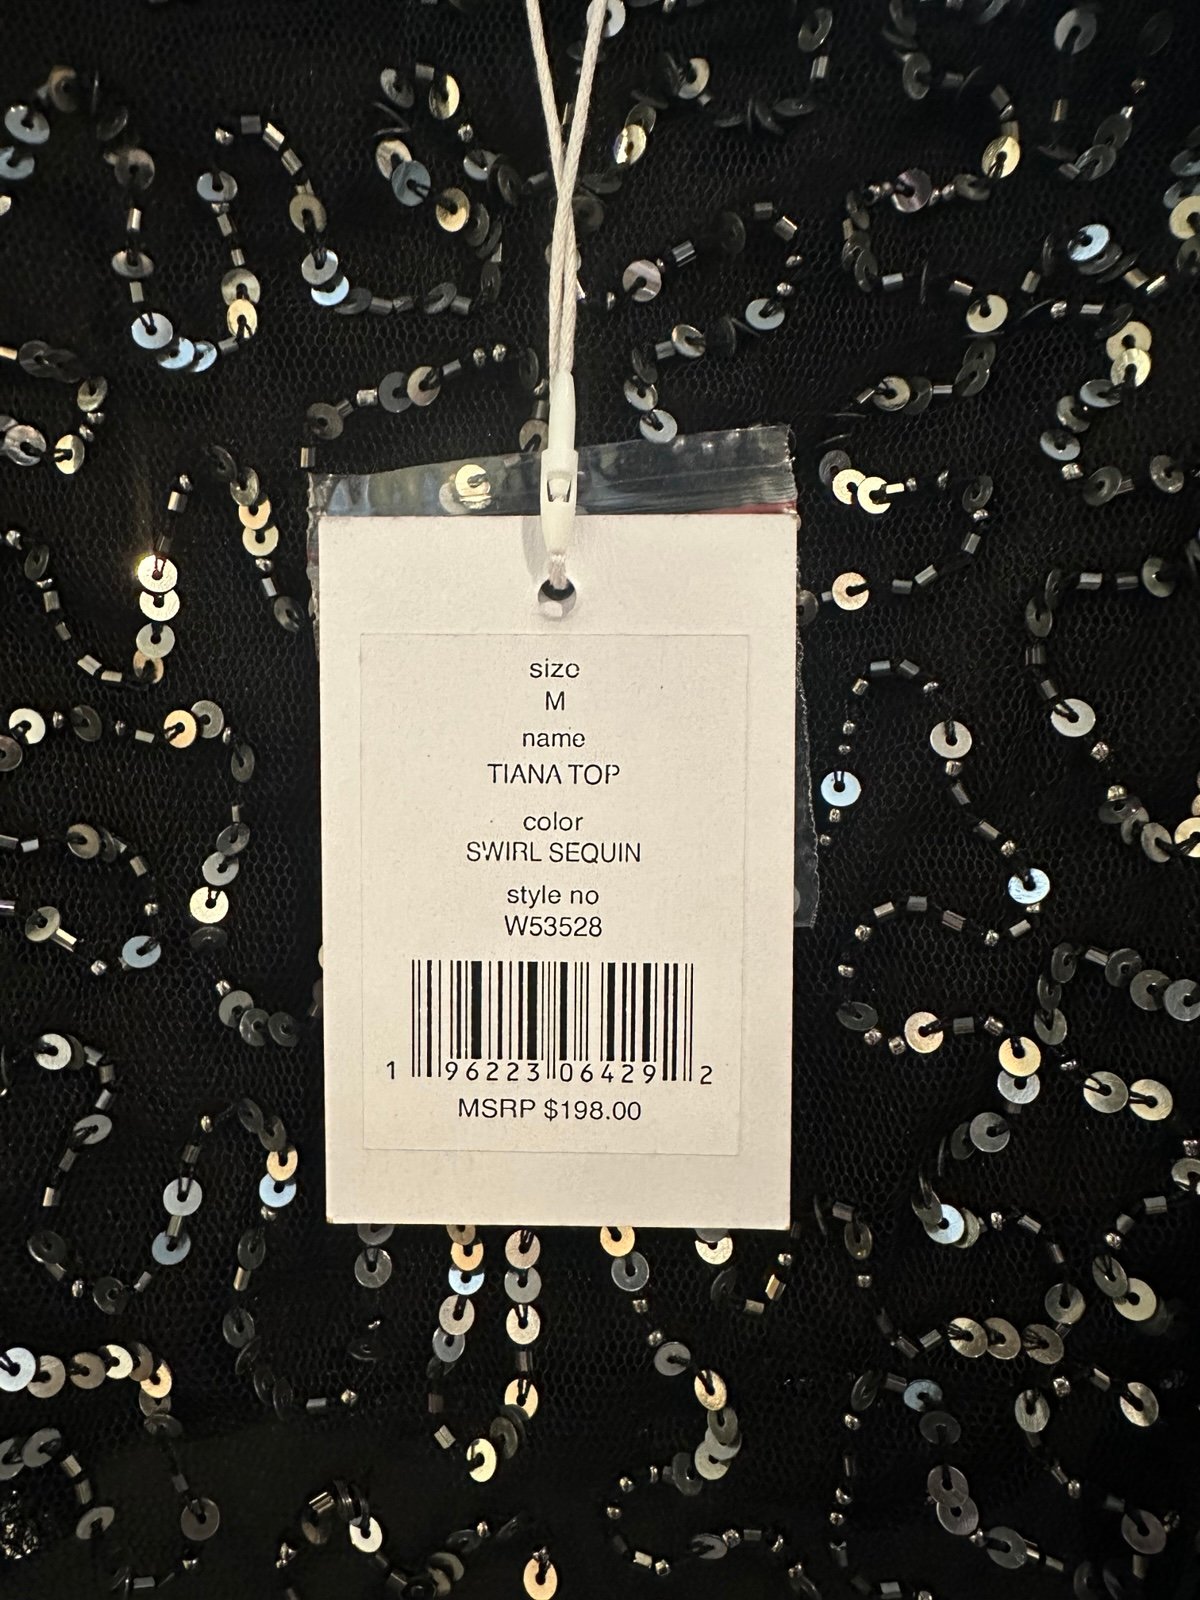 size
M
name
TIANA TOP
color
SWIRL SEQUIN
style no
W53528
1 96223 06429 2
MSRP $198.00